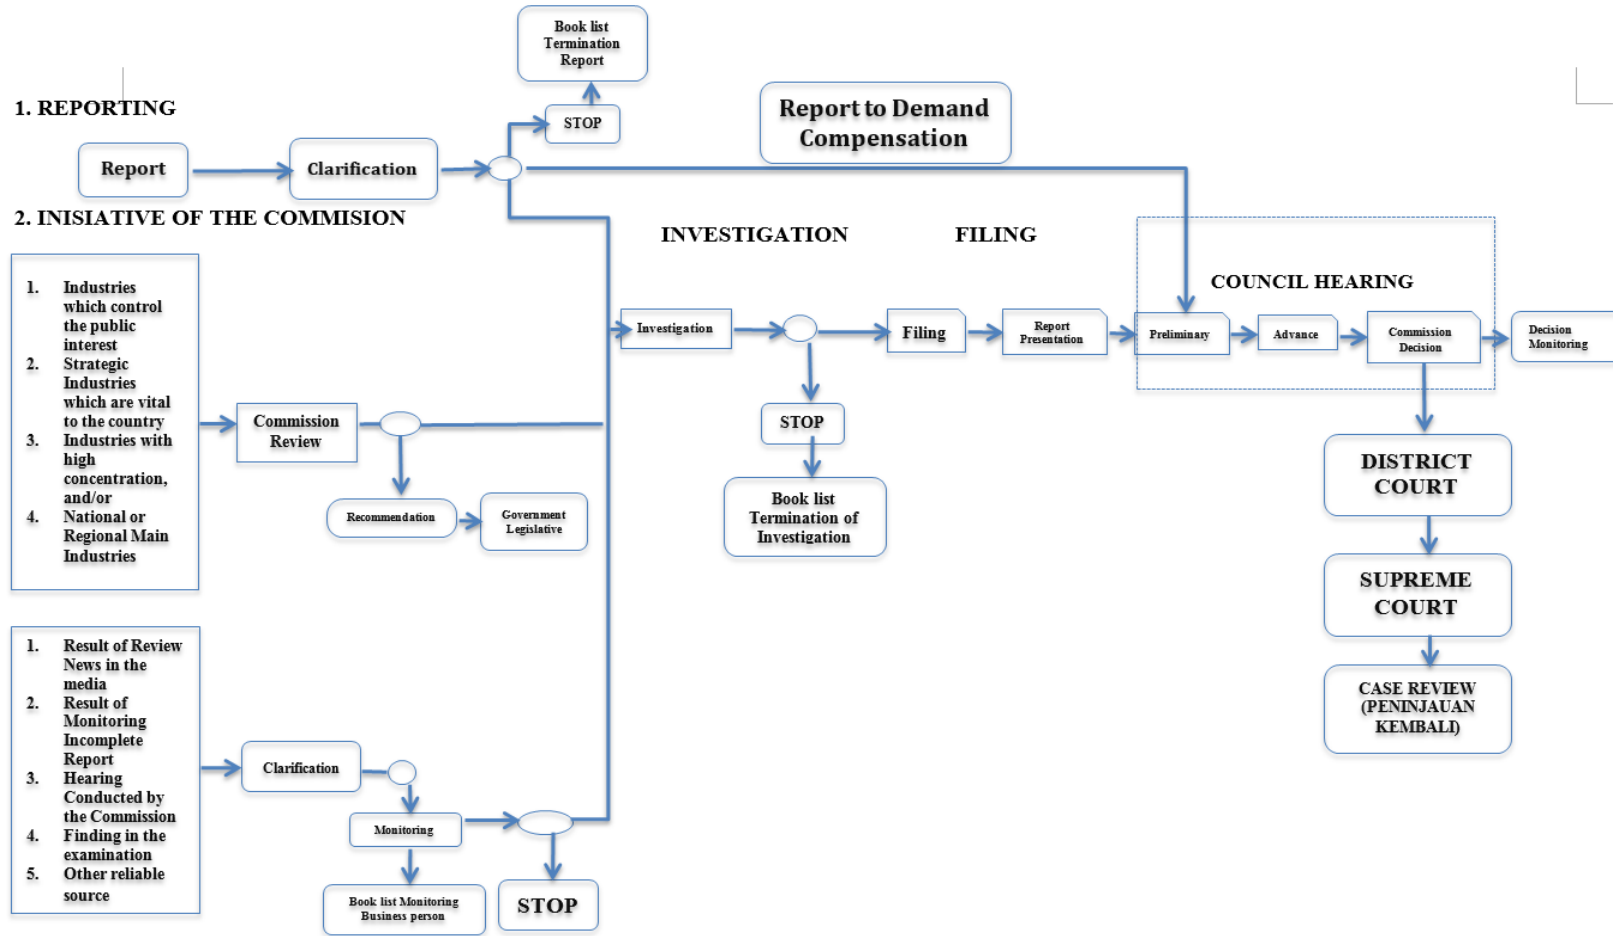 Book list
Termination
Report
STOP
1. REPORTING
Report
Clarification
Report to Demand
Compensation
2. INISIATIVE OF THE COMMISION
INVESTIGATION
FILING
COUNCIL HEARING
1. Industries
which control
the public
interest
2. Strategic
Industries
which are vital
to the country
3. Industries with
high
concentration,
and/or
4. National or
Regional Main
Industries
Commission
Review
Recommendation
Government
Legislative
Investigation
STOP
Book list
Termination of
Investigation
Filing
Report
Presentation
Preliminary
Advance
Commission
Decision
Decision
Monitoring
DISTRICT
COURT
SUPREME
COURT
CASE REVIEW
(PENINJAUAN
KEMBALI)
1. Result of Review
News in the
media
2. Result of
Monitoring
Incomplete
Report
3. Hearing
Conducted by
the Commission
4. Finding in the
examination
5. Other reliable
source
Clarification
Monitoring
Book list Monitoring
Business person
STOP